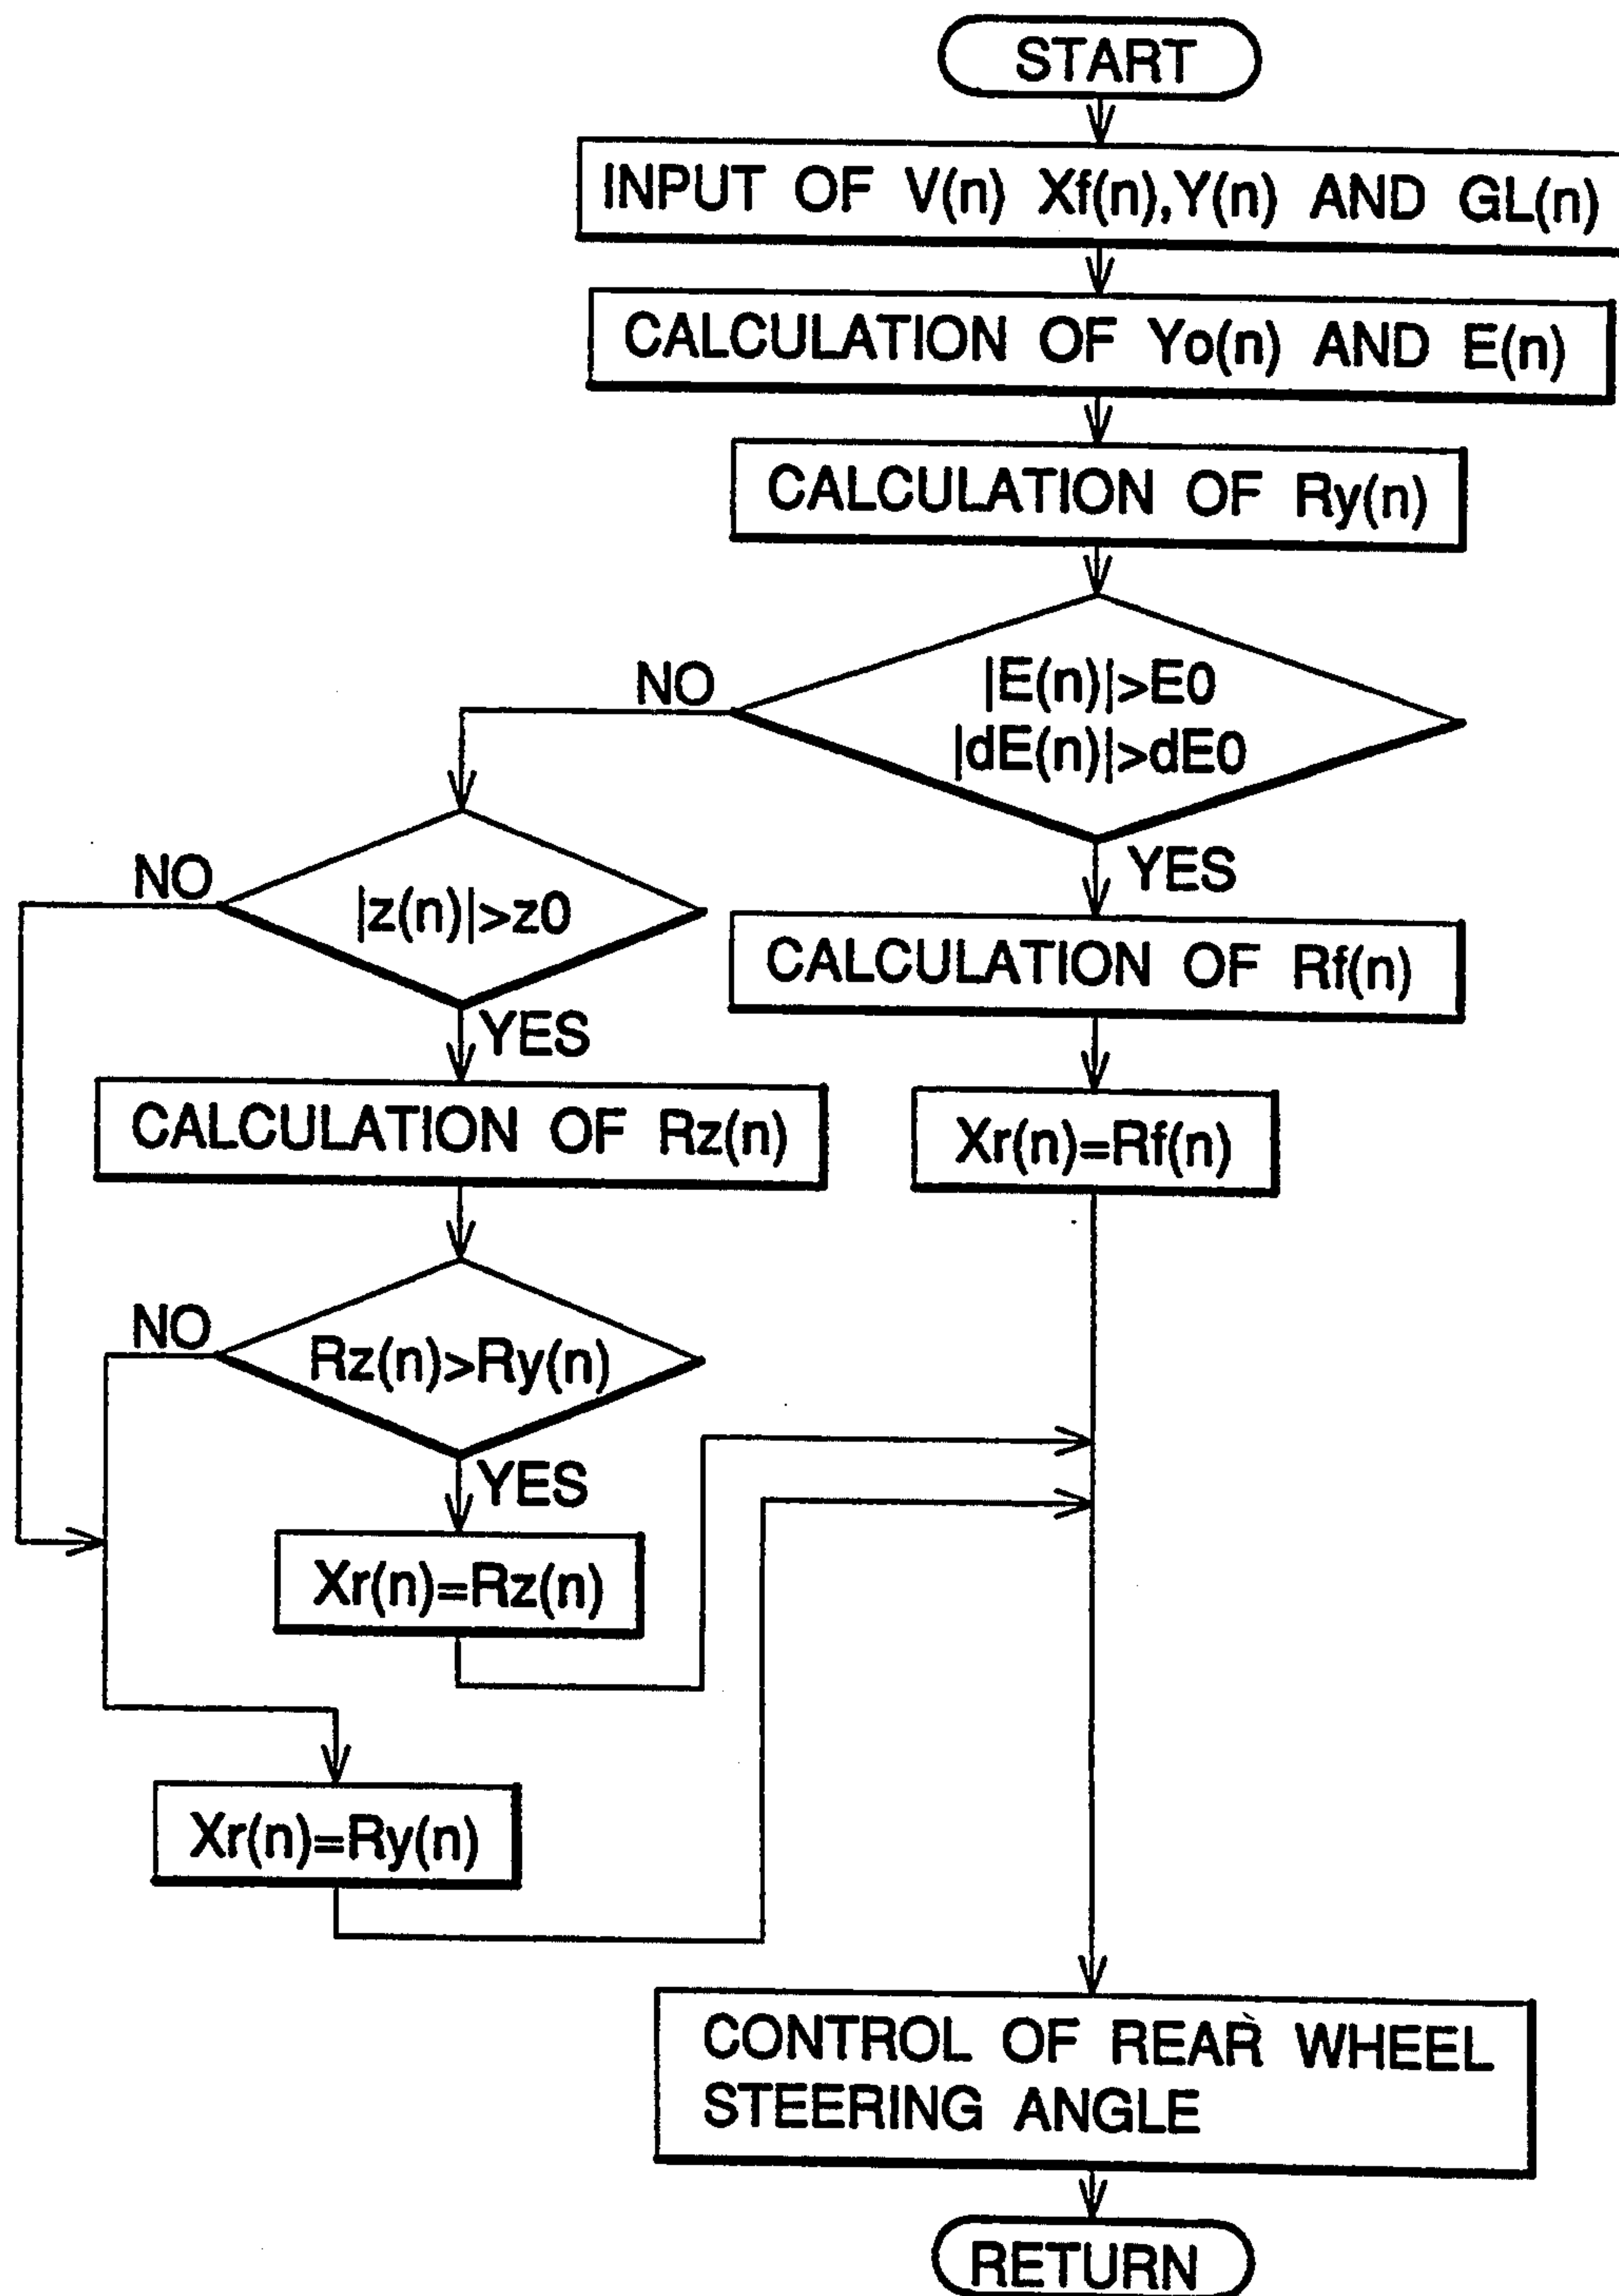 START
INPUT OF V(n) Xf(n),Y(n) AND GL(n)
CALCULATION OF Yo(n) AND E(n)
CALCULATION OF Ry(n)
|E(n)|>E0
|dE(n)|>dE0
NO
YES
NO
|z(n)|>z0
YES
CALCULATION OF Rf(n)
CALCULATION OF Rz(n)
Xr(n)=Rf(n)
NO
Rz(n)>Ry(n)
YES
Xr(n)=Rz(n)
Xr(n)=Ry(n)
CONTROL OF REAR WHEEL
STEERING ANGLE
RETURN